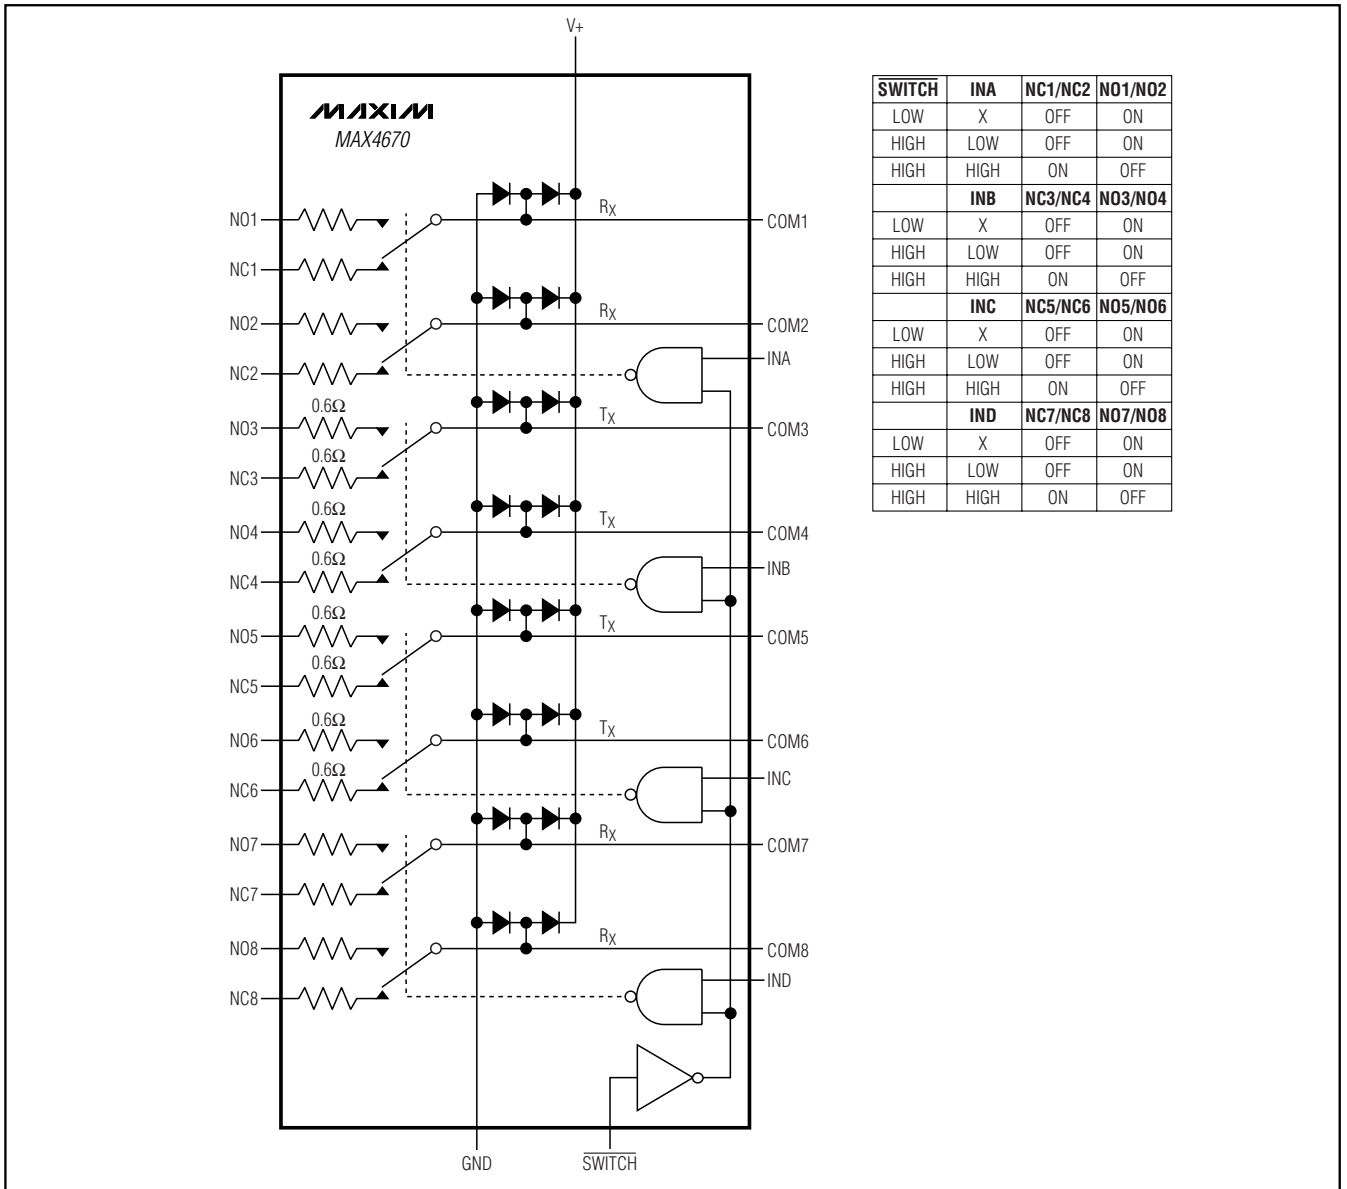 V+
MAXIM
MAX4670
SWITCH INA NC1/NC2 NO1/NO2
LOW X OFF ON
HIGH LOW OFF ON
HIGH HIGH ON OFF
INB NC3/NC4 NO3/NO4
LOW X OFF ON
HIGH LOW OFF ON
HIGH HIGH ON OFF
INC NC5/NC6 NO5/NO6
LOW X OFF ON
HIGH LOW OFF ON
HIGH HIGH ON OFF
IND NC7/NC8 NO7/NO8
LOW X OFF ON
HIGH LOW OFF ON
HIGH HIGH ON OFF
NO1 RX COM1
NC1
NO2 RX COM2
INA
NC2
0.6Ω
NO3 TX COM3
0.6Ω
NC3
0.6Ω
NO4 TX COM4
0.6Ω
INB
NC4
0.6Ω
NO5 TX COM5
0.6Ω
NC5
0.6Ω
NO6 TX COM6
0.6Ω
INC
NC6
NO7 RX COM7
NC7
NO8 RX COM8
IND
NC8
GND SWITCH